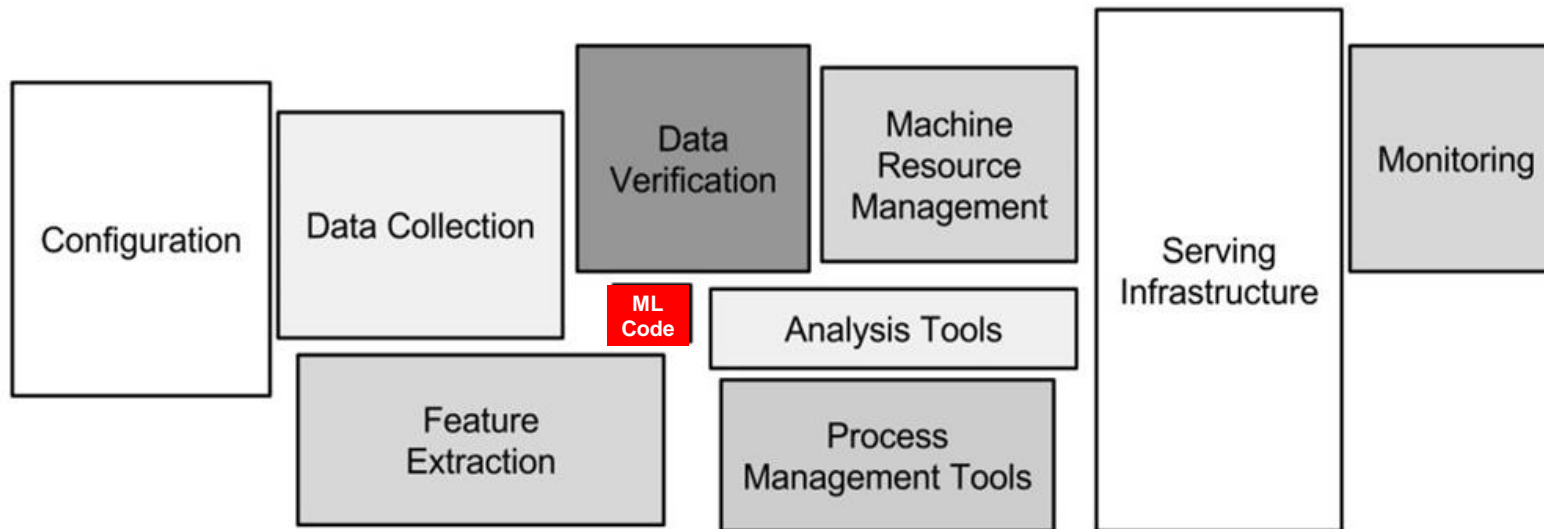 Configuration
Data Collection
Feature
Extraction
Data
Verification
ML
Code
Machine
Resource
Management
Analysis Tools
Process
Management Tools
Serving
Infrastructure
Monitoring